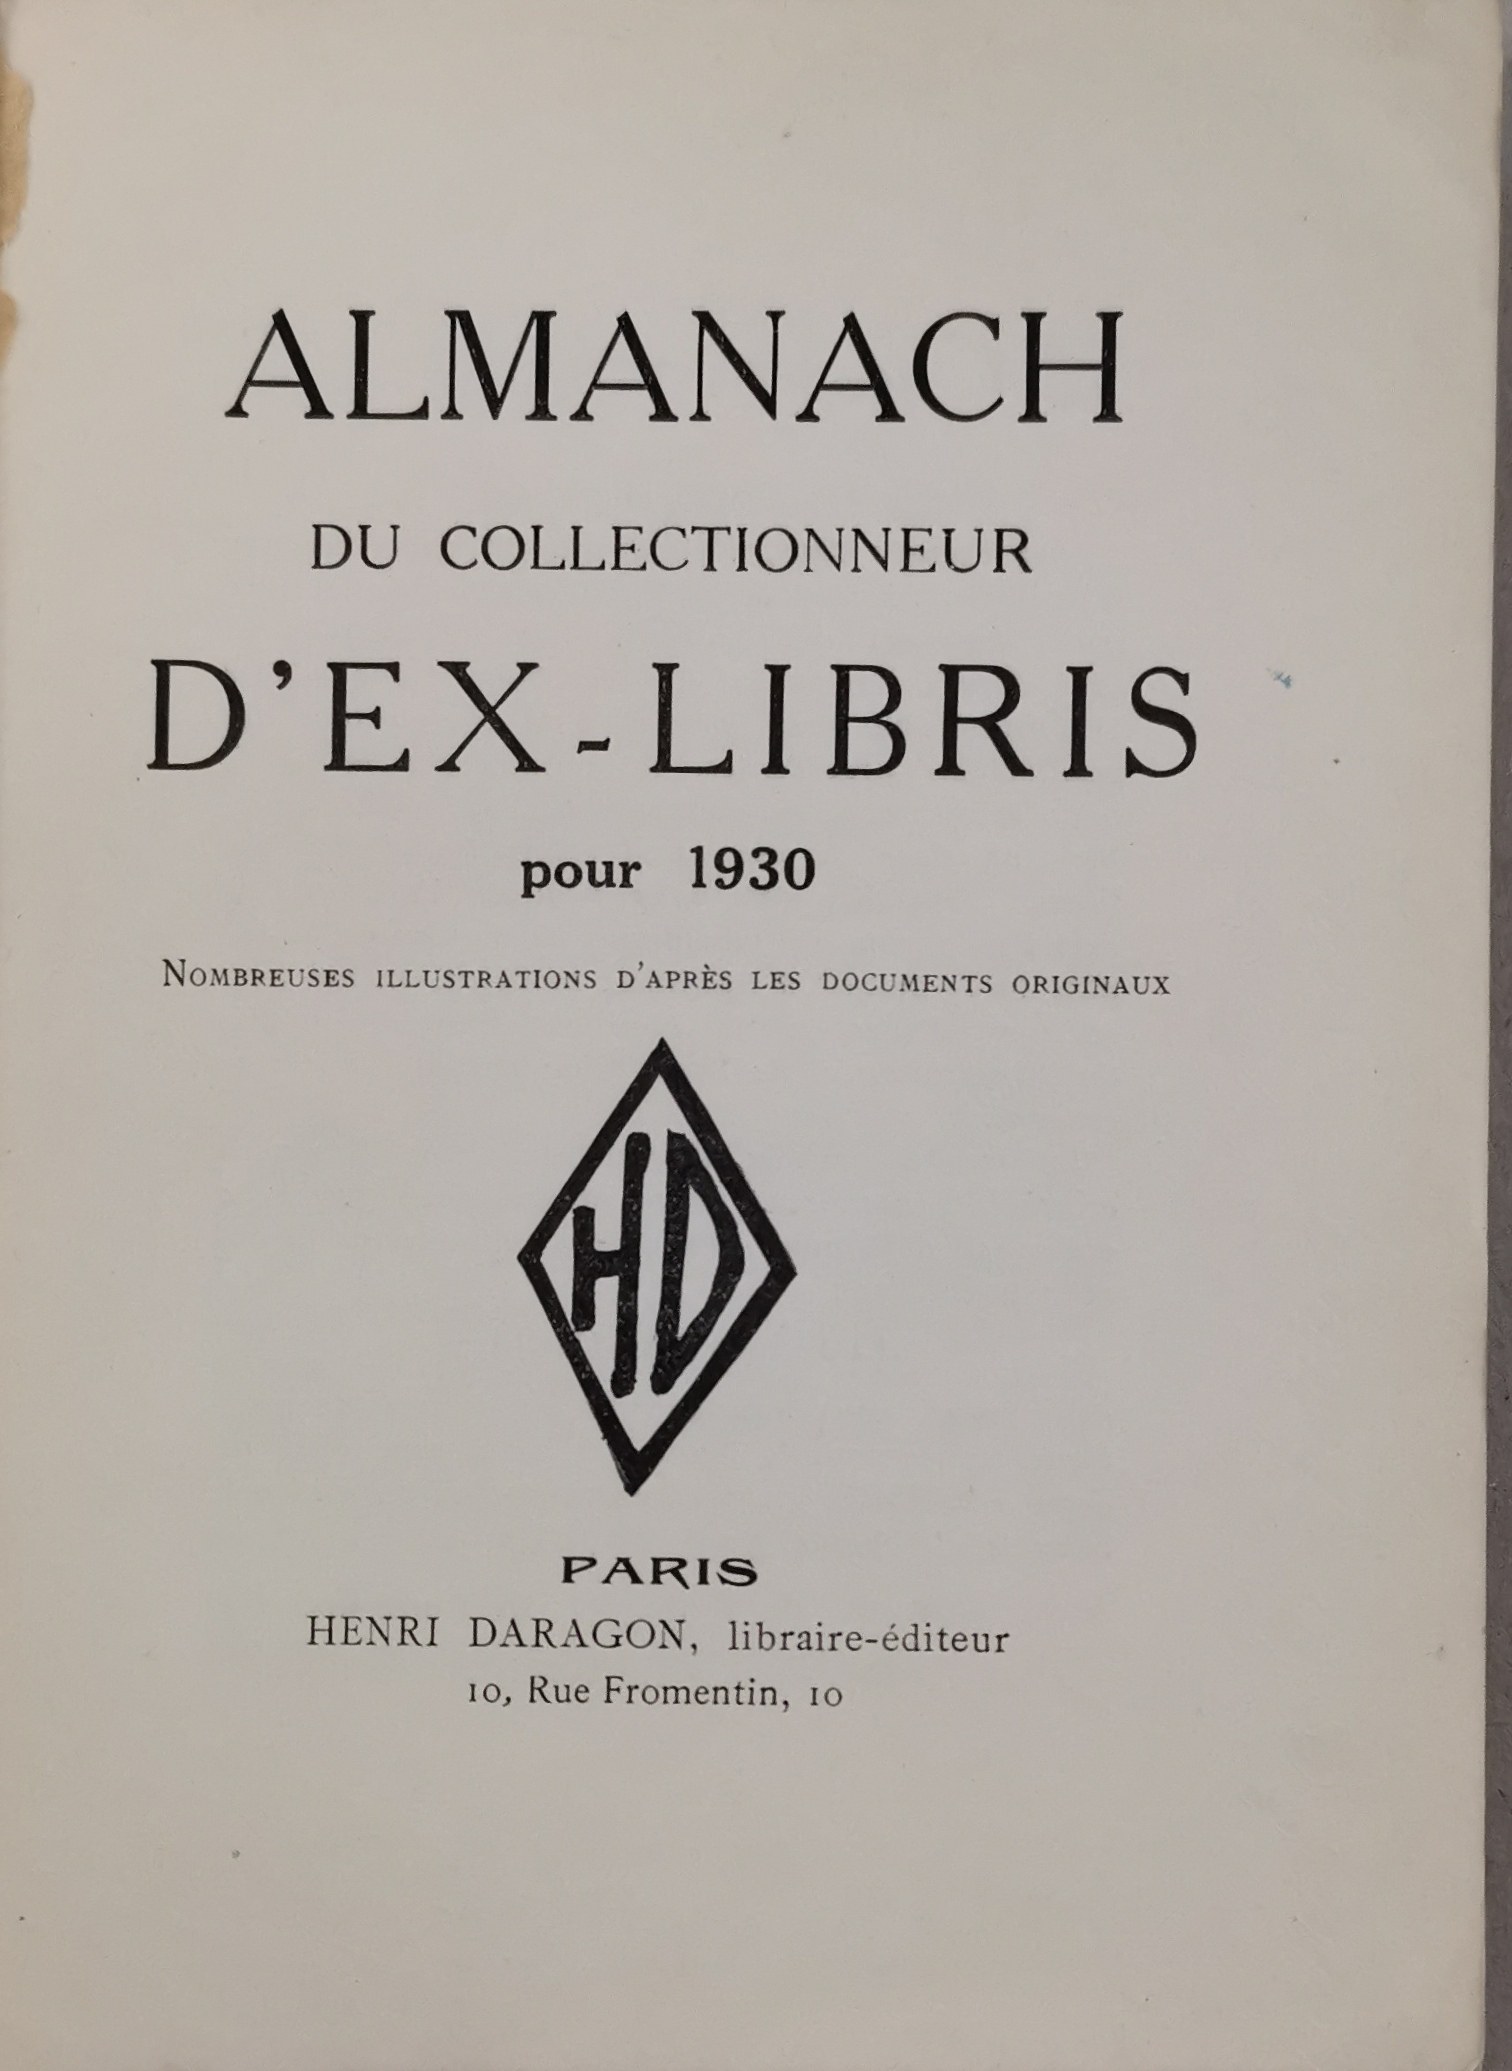 ALMANACH
DU COLLECTIONNEUR
D'EX-LIBRIS
pour 1930
NOMBREUSES ILLUSTRATIONS D'APRÈS LES DOCUMENTS ORIGINAUX
HD
PARIS
HENRI DARAGON, libraire-éditeur
10, Rue Fromentin, 10